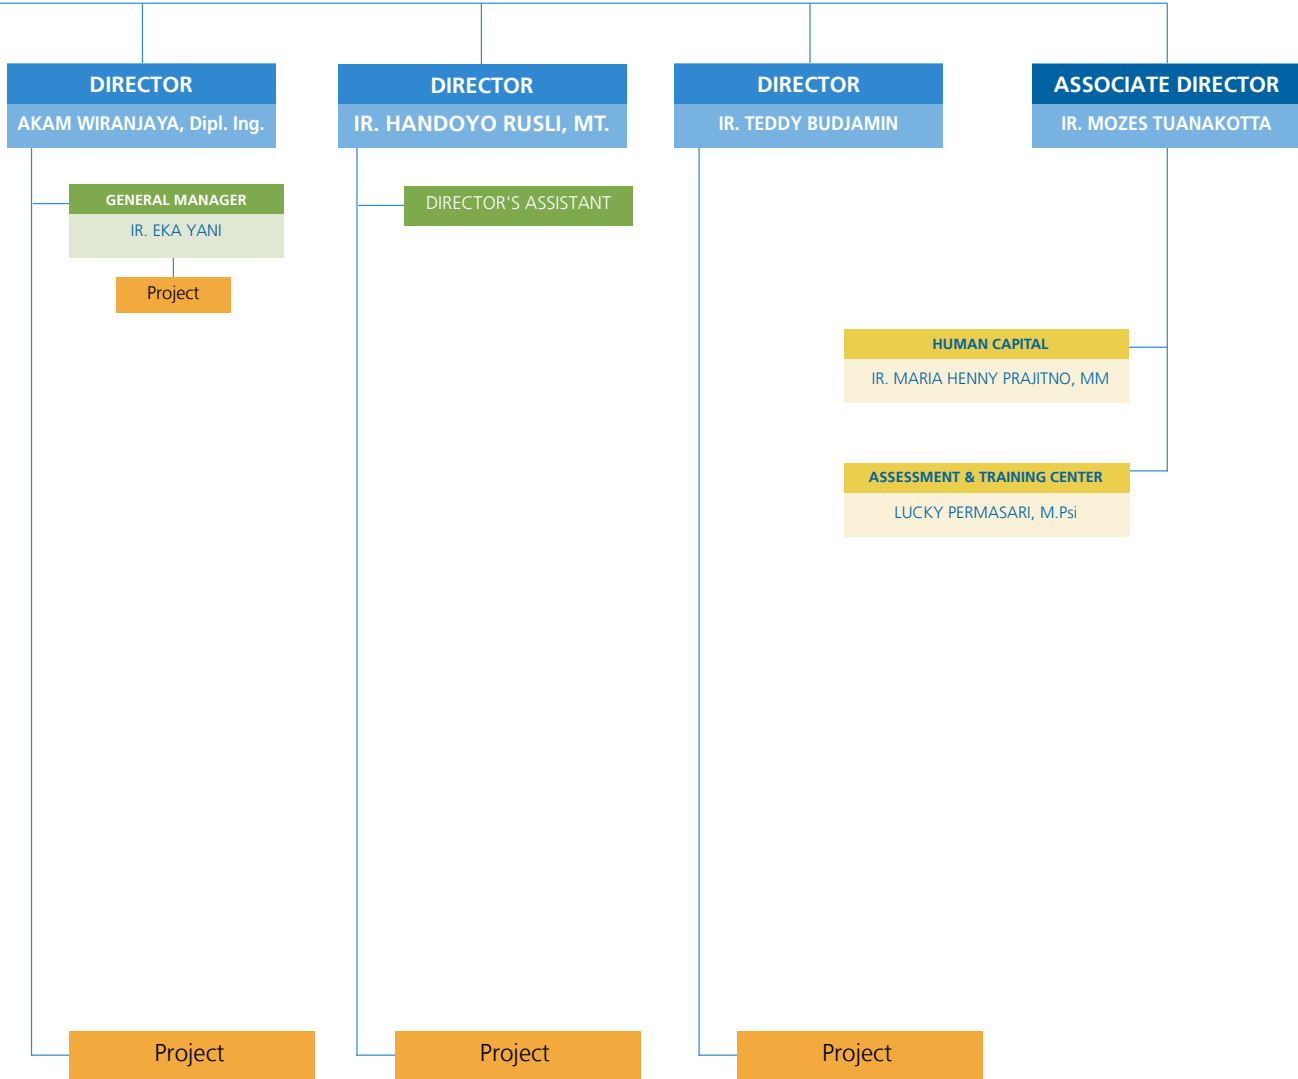 DIRECTOR
AKAM WIRANJAYA, Dipl. Ing.
GENERAL MANAGER
IR. EKA YANI
Project
Project
DIRECTOR
IR. HANDOYO RUSLI, MT.
DIRECTOR'S ASSISTANT
Project
DIRECTOR
IR. TEDDY BUDJAMIN
Project
ASSOCIATE DIRECTOR
IR. MOZES TUANAKOTTA
HUMAN CAPITAL
IR. MARIA HENNY PRAJITNO, MM
ASSESSMENT & TRAINING CENTER
LUCKY PERMASARI, M.Psi